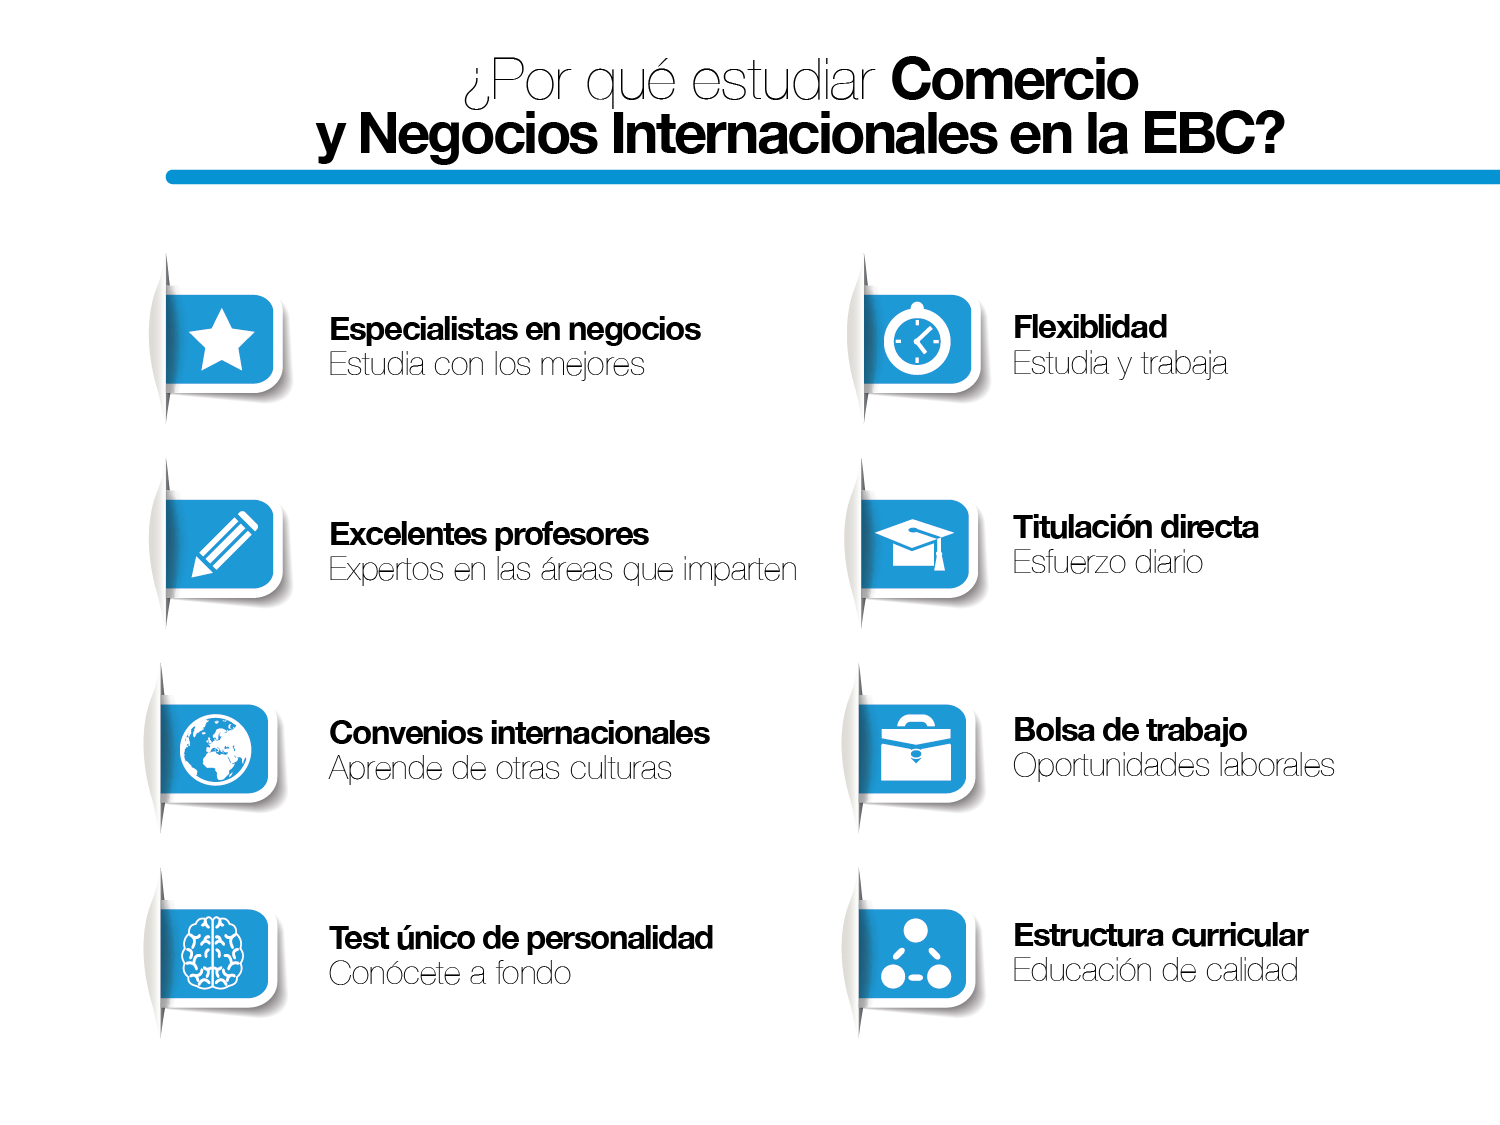 ¿Por qué estudiar Comercio
y Negocios Internacionales en la EBC?
Especialistas en negocios
Estudia con los mejores
Excelentes profesores
Expertos en las áreas que imparten
Convenios internacionales
Aprende de otras culturas
Test único de personalidad
Conócete a fondo
Flexiblidad
Estudia y trabaja
Titulación directa
Esfuerzo diario
Bolsa de trabajo
Oportunidades laborales
Estructura curricular
Educación de calidad